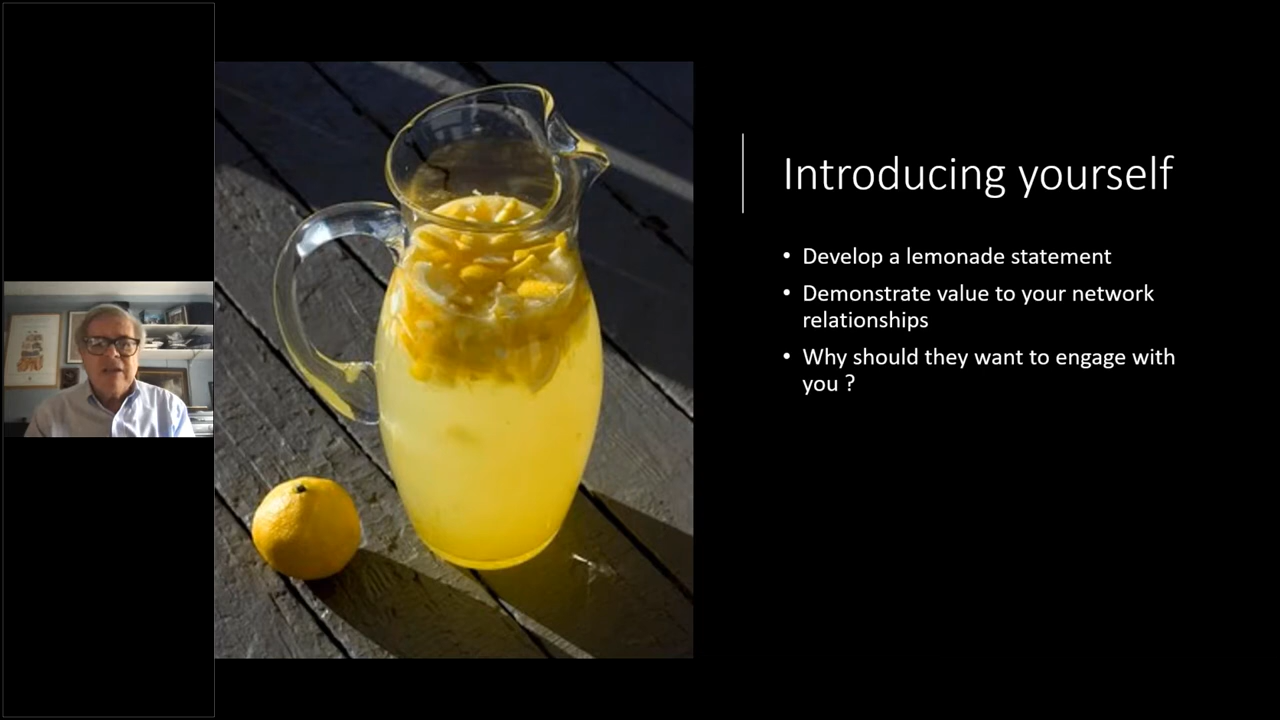 Introducing yourself
• Develop a lemonade statement
• Demonstrate value to your network
relationships
• Why should they want to engage with
you ?